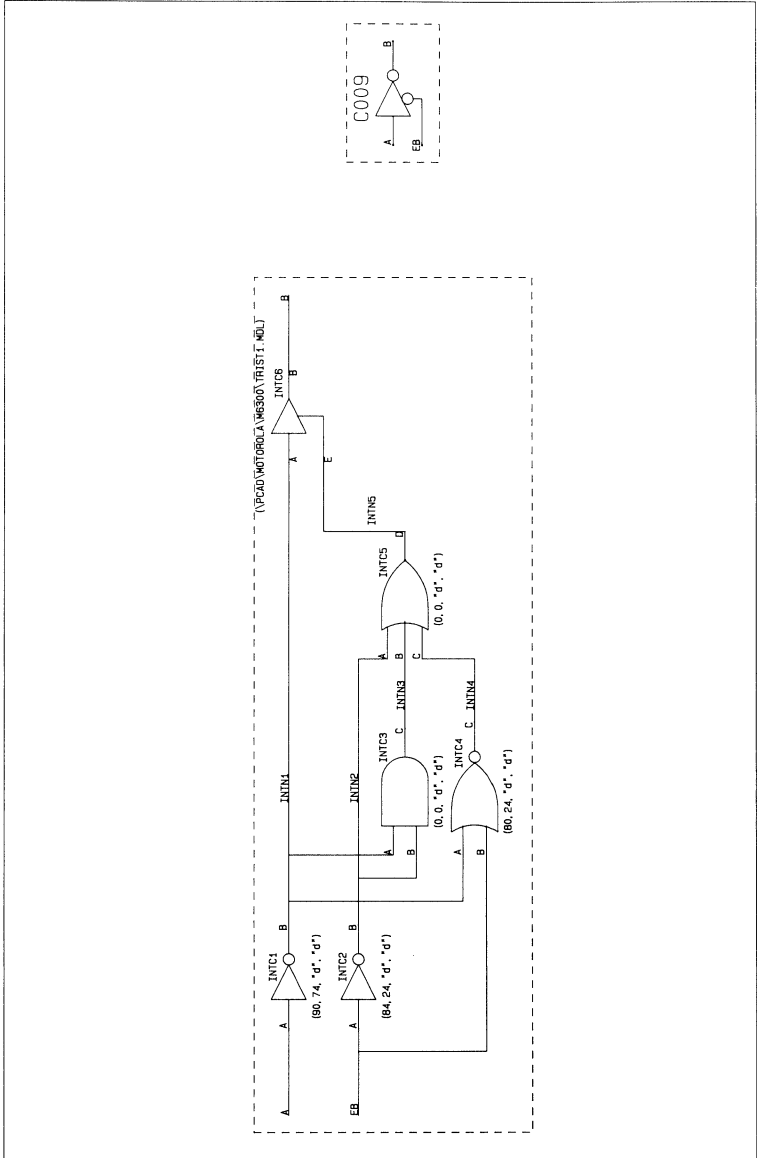 C009
A
EB
B
(\PCAD\MOTOROLA\M6300\TRIST1.MDL)
A
INTC1
A
B
(90, 74, "d", "d")
INTN1
A
INTC6
B
B
E
EB
A
INTC2
B
(84, 24, "d", "d")
INTN2
A
B
INTC3
C
(0, 0, "d", "d")
INTN3
A
B
C
INTC5
D
(0, 0, "d", "d")
INTN5
A
B
INTC4
C
(80, 24, "d", "d")
INTN4